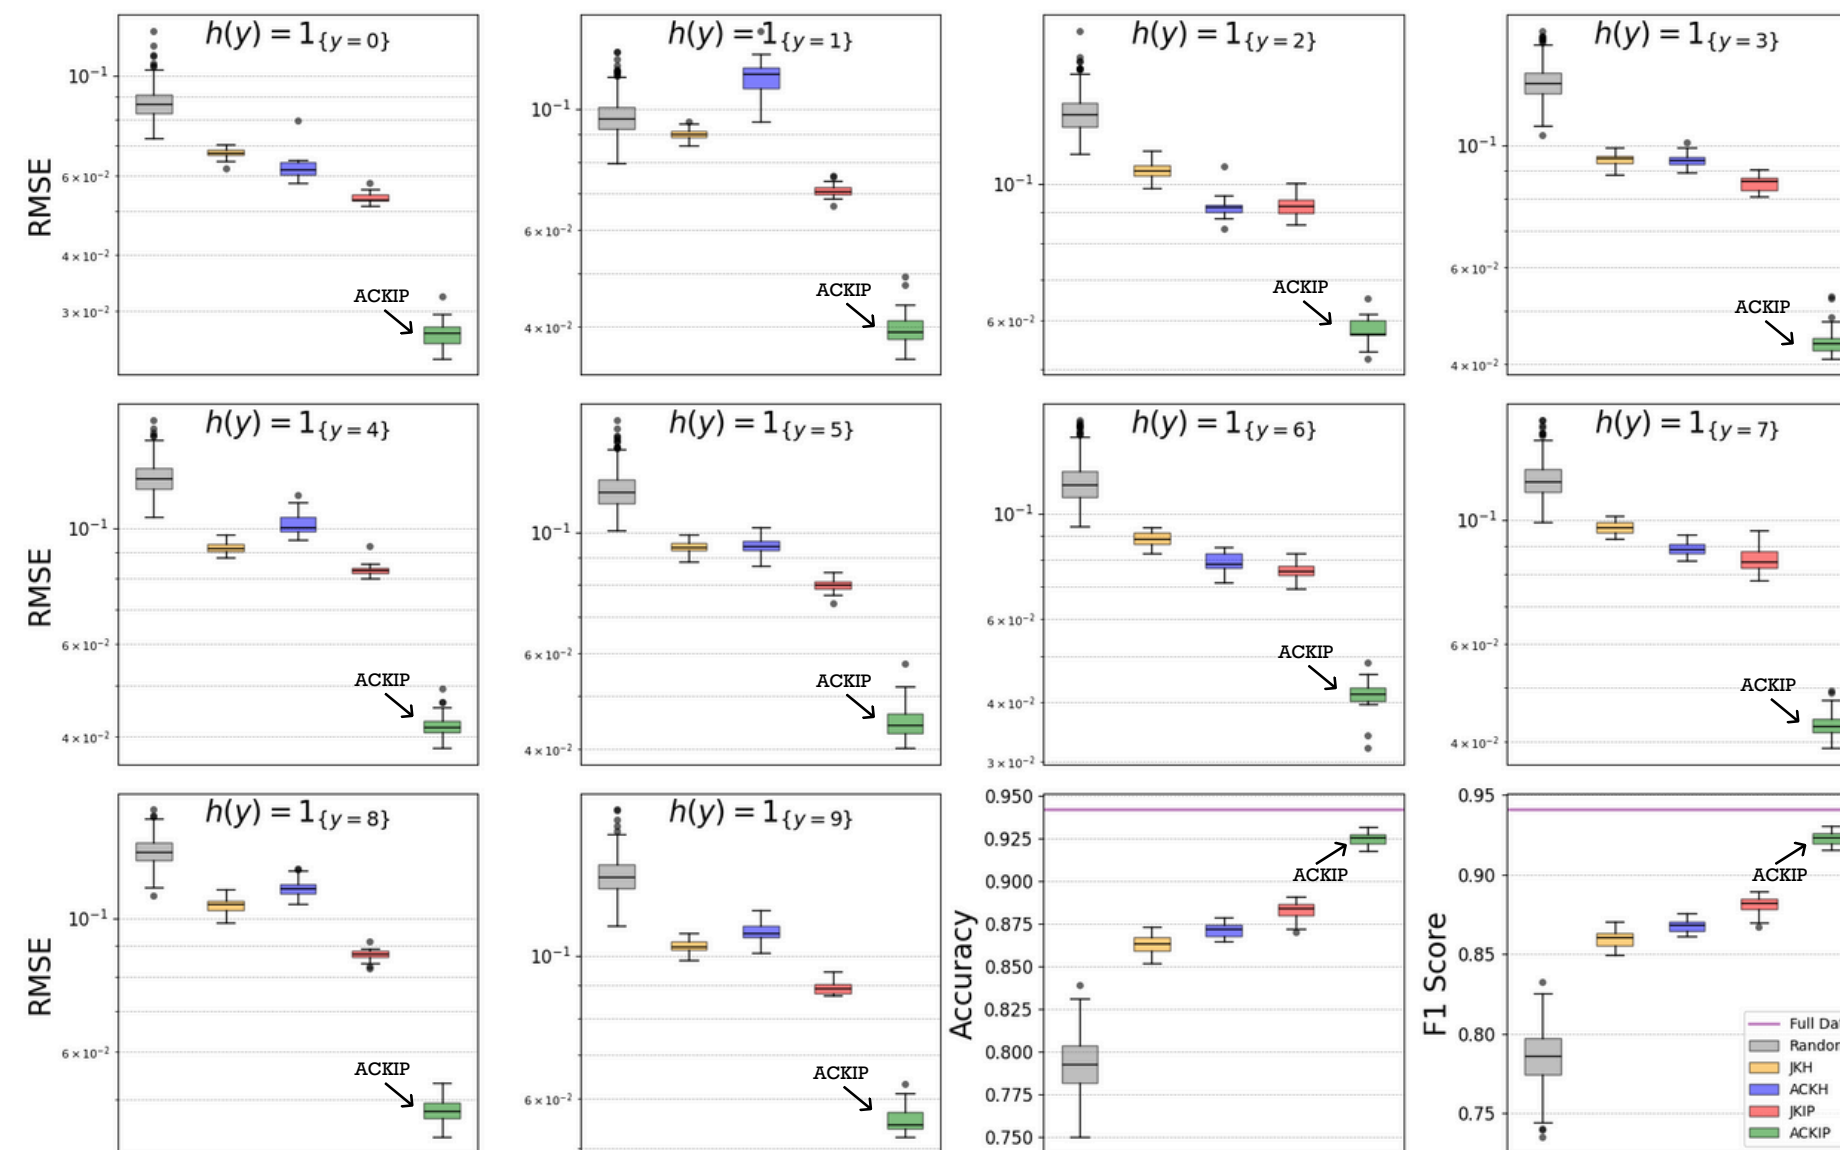 h(y) = 1{y = 0}
RMSE
10⁻¹
6 × 10⁻²
4 × 10⁻²
3 × 10⁻²
ACKIP
h(y) = 1{y = 1}
10⁻¹
6 × 10⁻²
4 × 10⁻²
ACKIP
h(y) = 1{y = 2}
10⁻¹
6 × 10⁻²
ACKIP
h(y) = 1{y = 3}
10⁻¹
6 × 10⁻²
4 × 10⁻²
ACKIP
h(y) = 1{y = 4}
RMSE
10⁻¹
6 × 10⁻²
4 × 10⁻²
ACKIP
h(y) = 1{y = 5}
10⁻¹
6 × 10⁻²
4 × 10⁻²
ACKIP
h(y) = 1{y = 6}
10⁻¹
6 × 10⁻²
4 × 10⁻²
3 × 10⁻²
ACKIP
h(y) = 1{y = 7}
10⁻¹
6 × 10⁻²
4 × 10⁻²
ACKIP
h(y) = 1{y = 8}
RMSE
10⁻¹
6 × 10⁻²
ACKIP
h(y) = 1{y = 9}
10⁻¹
6 × 10⁻²
ACKIP
Accuracy
0.950
0.925
0.900
0.875
0.850
0.825
0.800
0.775
0.750
ACKIP
F1 Score
0.95
0.90
0.85
0.80
0.75
ACKIP
Full Da
Rando
JKH
ACKH
JKIP
ACKIP